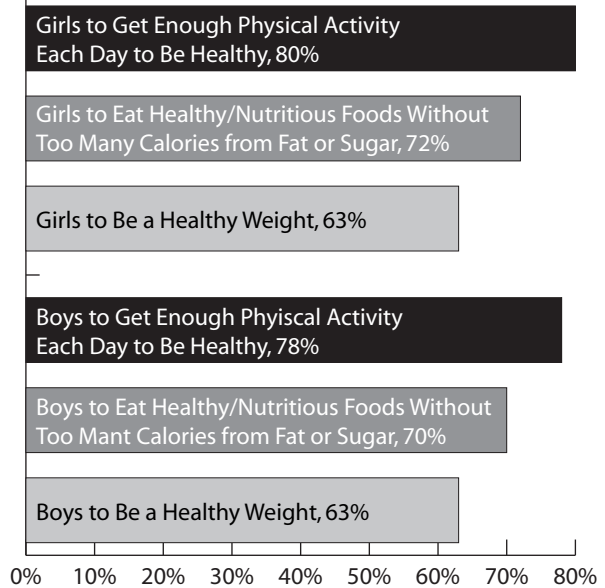 Girls to Get Enough Physical Activity
Each Day to Be Healthy, 80%
Girls to Eat Healthy/Nutritious Foods Without
Too Many Calories from Fat or Sugar, 72%
Girls to Be a Healthy Weight, 63%
Boys to Get Enough Phyiscal Activity
Each Day to Be Healthy, 78%
Boys to Eat Healthy/Nutritious Foods Without
Too Mant Calories from Fat or Sugar, 70%
Boys to Be a Healthy Weight, 63%
0% 10% 20% 30% 40% 50% 60% 70% 80%